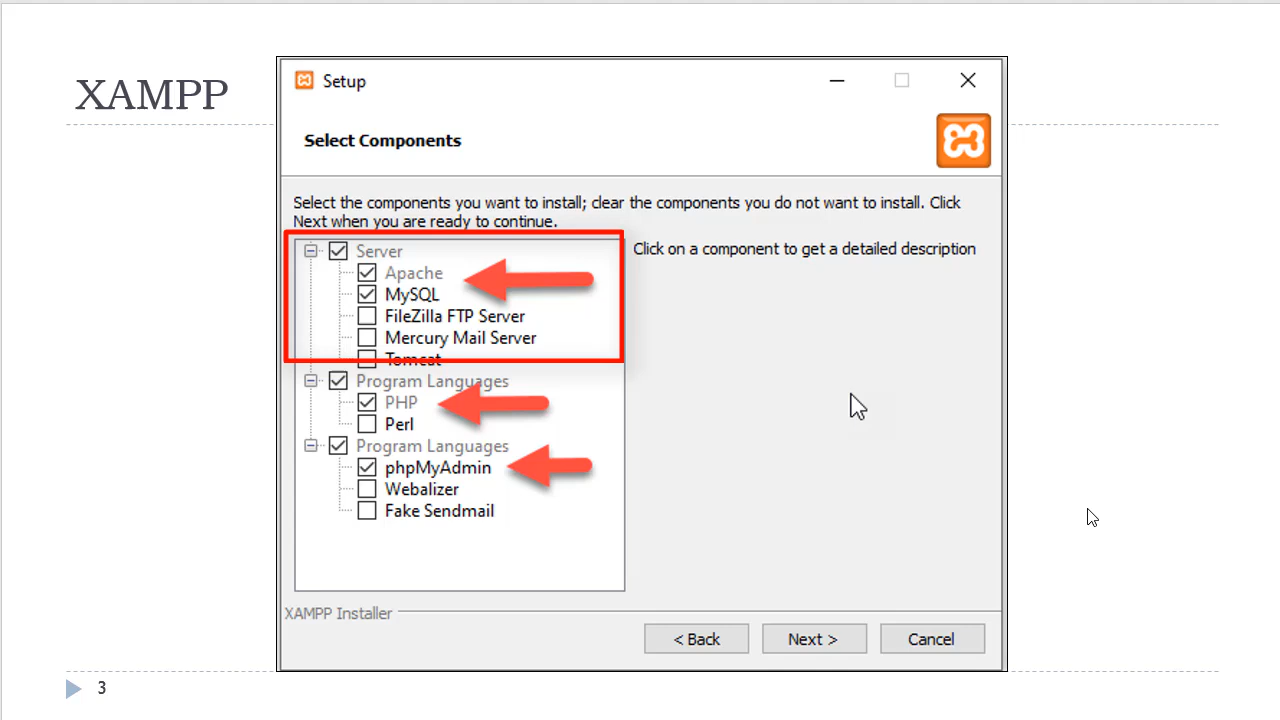 XAMPP
Setup
Select Components
Select the components you want to install; clear the components you do not want to install. Click
Next when you are ready to continue.
Server
Apache
MySQL
FileZilla FTP Server
Mercury Mail Server
Tomcat
Program Languages
PHP
Perl
Program Languages
phpMyAdmin
Webalizer
Fake Sendmail
Click on a component to get a detailed description
XAMPP Installer
< Back
Next >
Cancel
3